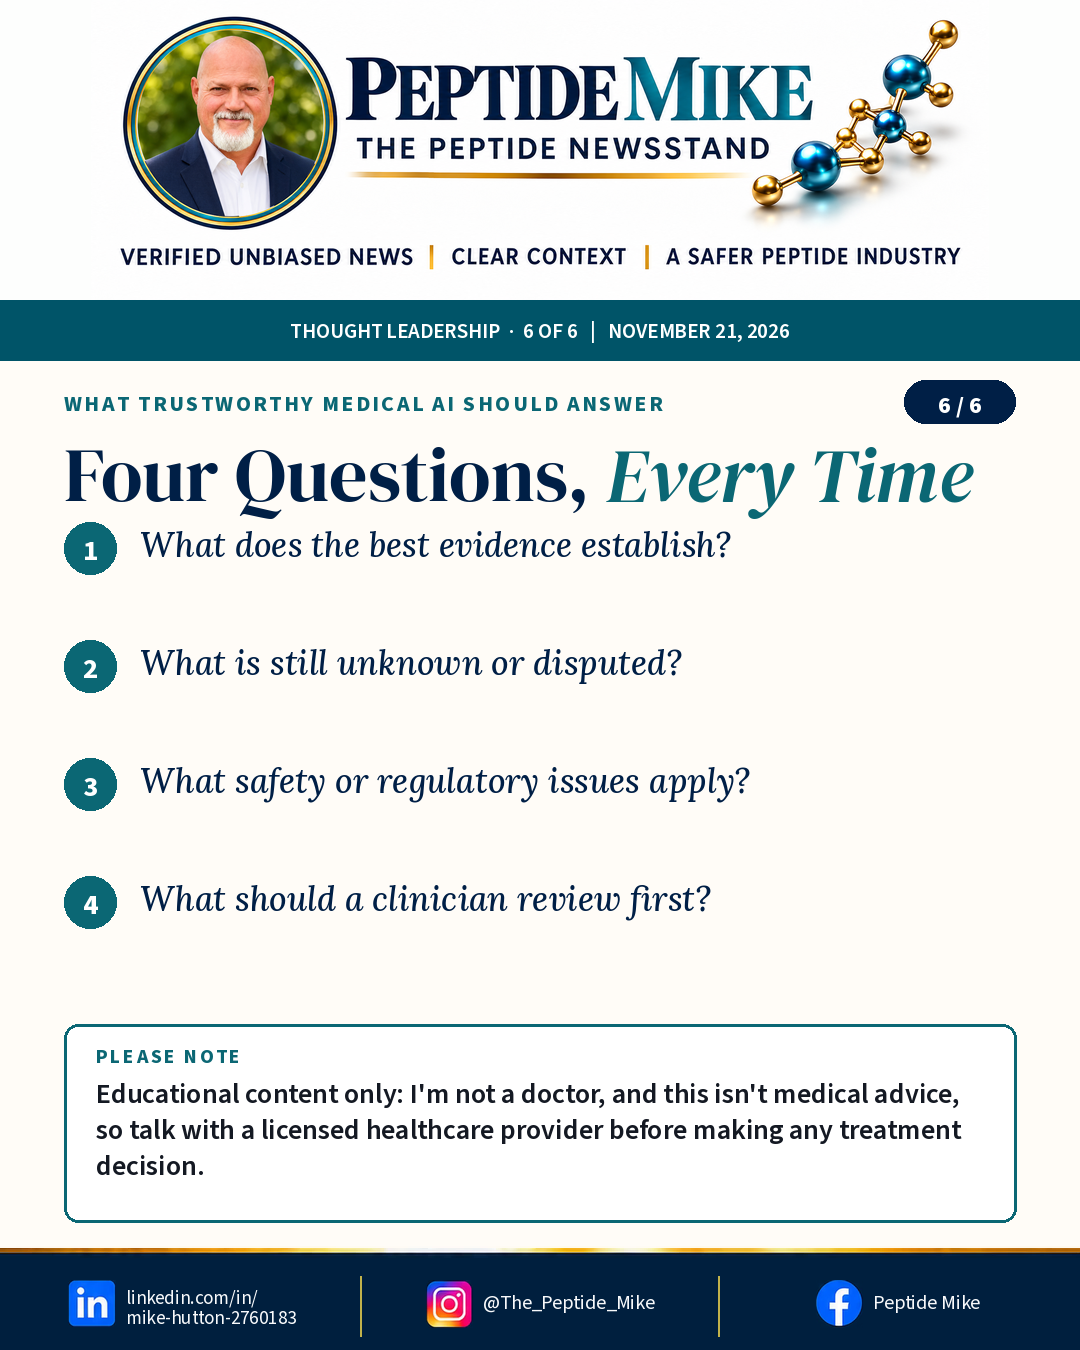 PEPTIDEMIKE
THE PEPTIDE NEWSSTAND
VERIFIED UNBIASED NEWS | CLEAR CONTEXT | A SAFER PEPTIDE INDUSTRY
THOUGHT LEADERSHIP · 6 OF 6 | NOVEMBER 21, 2026
WHAT TRUSTWORTHY MEDICAL AI SHOULD ANSWER
6 / 6
Four Questions, Every Time
1 What does the best evidence establish?
2 What is still unknown or disputed?
3 What safety or regulatory issues apply?
4 What should a clinician review first?
PLEASE NOTE
Educational content only: I'm not a doctor, and this isn't medical advice,
so talk with a licensed healthcare provider before making any treatment
decision.
in linkedin.com/in/
mike-hutton-2760183
@The_Peptide_Mike
Peptide Mike